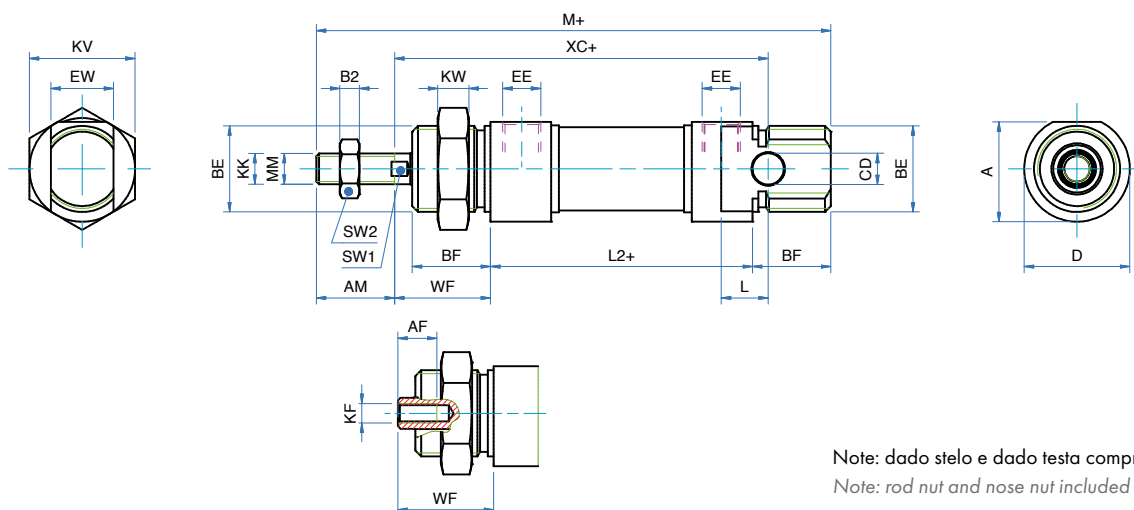 M+
KV
XC+
EW
B2
KW
EE
EE
BE
KK
MM
CD
BE
A
SW2
SW1
BF
L2+
BF
D
AM
WF
L
AF
KF
WF
Note: dado stelo e dado testa
Note: rod nut and nose nut included